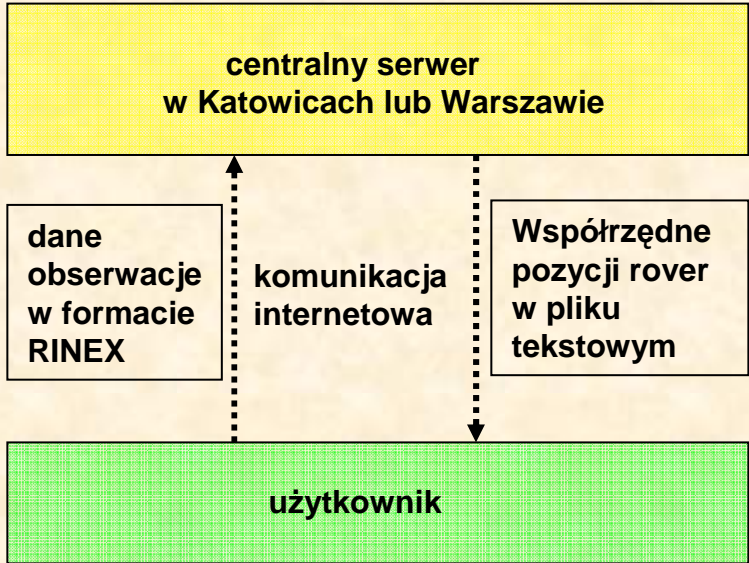 centralny serwer
w Katowicach lub Warszawie
dane
obserwacje
w formacie
RINEX
komunikacja
internetowa
Współrzędne
pozycji rover
w pliku
tekstowym
użytkownik